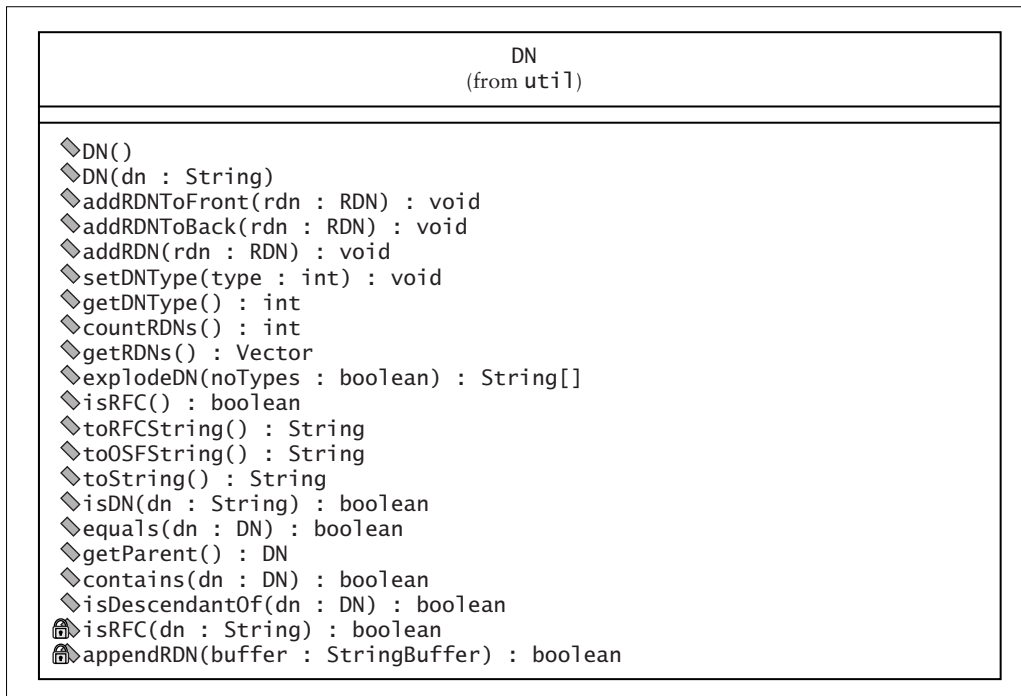 DN
(from util)
DN()
DN(dn : String)
addRDNToFront(rdn : RDN) : void
addRDNToBack(rdn : RDN) : void
addRDN(rdn : RDN) : void
setDNType(type : int) : void
getDNType() : int
countRDNs() : int
getRDNs() : Vector
explodeDN(noTypes : boolean) : String[]
isRFC() : boolean
toRFCString() : String
toOSFString() : String
toString() : String
isDN(dn : String) : boolean
equals(dn : DN) : boolean
getParent() : DN
contains(dn : DN) : boolean
isDescendantOf(dn : DN) : boolean
isRFC(dn : String) : boolean
appendRDN(buffer : StringBuffer) : boolean